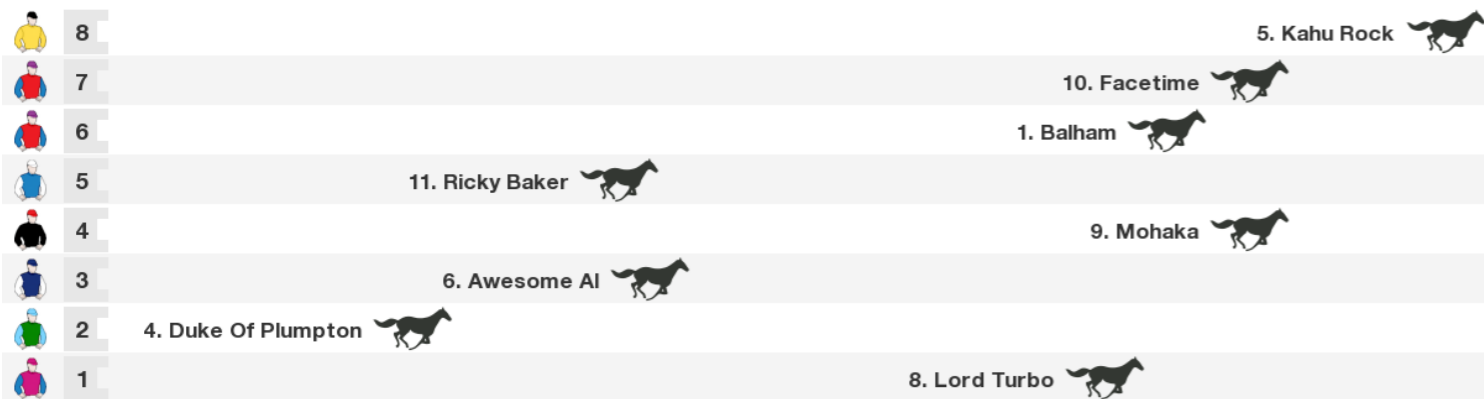 8 5. Kahu Rock
7 10. Facetime
6 1. Balham
5 11. Ricky Baker
4 9. Mohaka
3 6. Awesome Al
2 4. Duke Of Plumpton
1 8. Lord Turbo